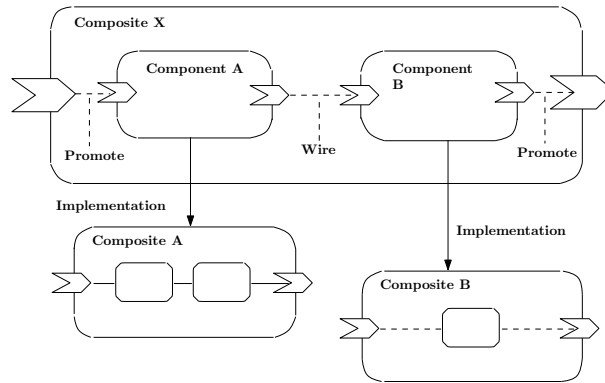 Composite X
Component A
Component
B
Promote
Wire
Promote
Implementation
Implementation
Composite A
Composite B